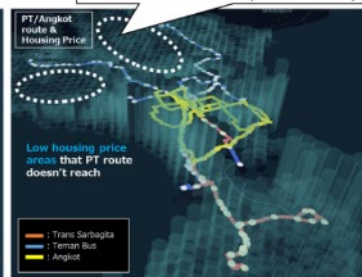 PT/Angkot
route &
Housing Price
Low housing price
areas that PT route
doesn't reach
: Trans Sarbagita
: Teman Bus
: Angkot